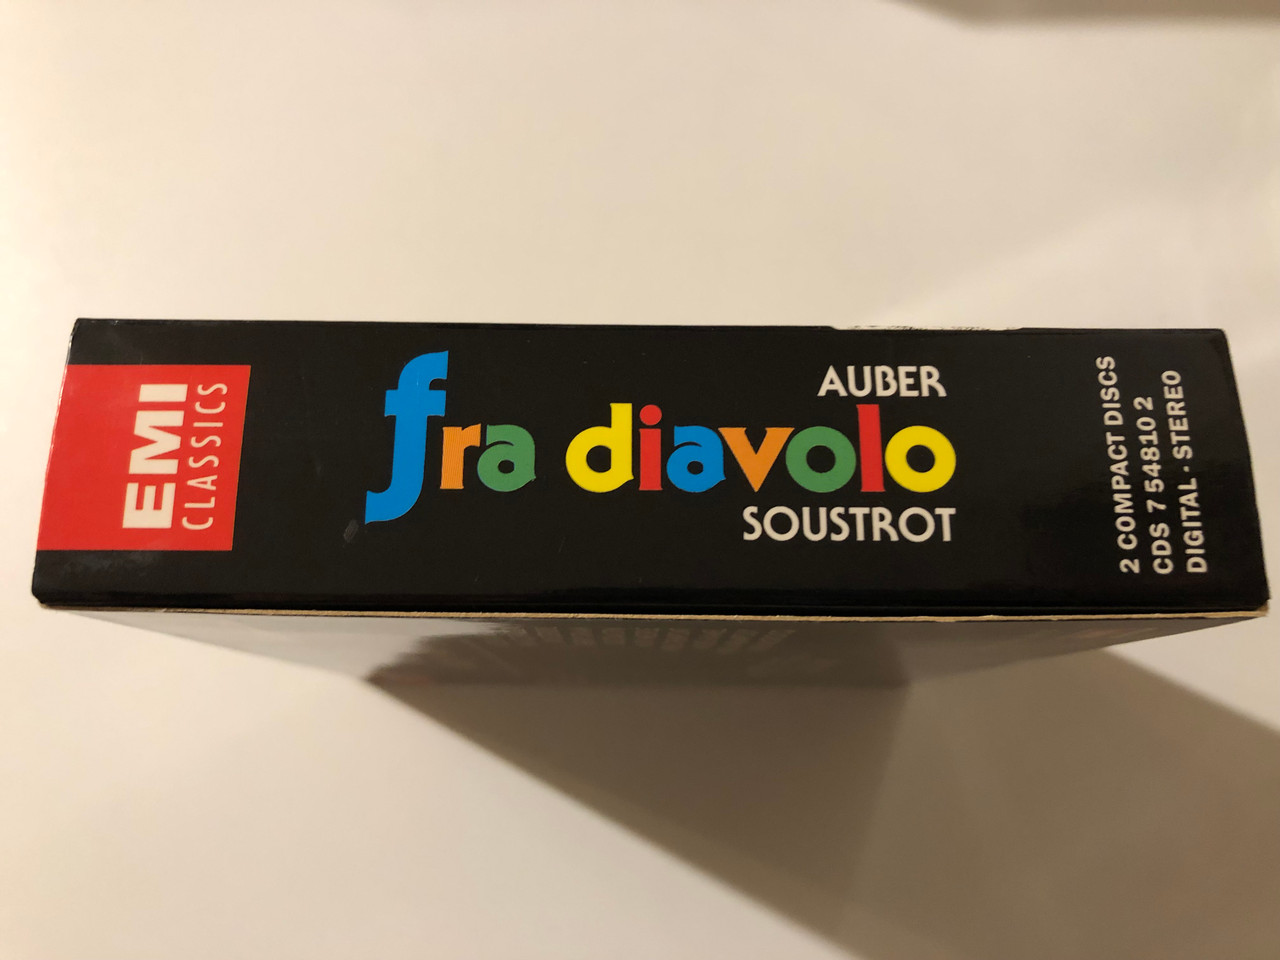 EMI
CLASSICS
AUBER
fra diavolo
SOUSTROT
2 COMPACT DISCS
CDS 7 54810 2
DIGITAL · STEREO